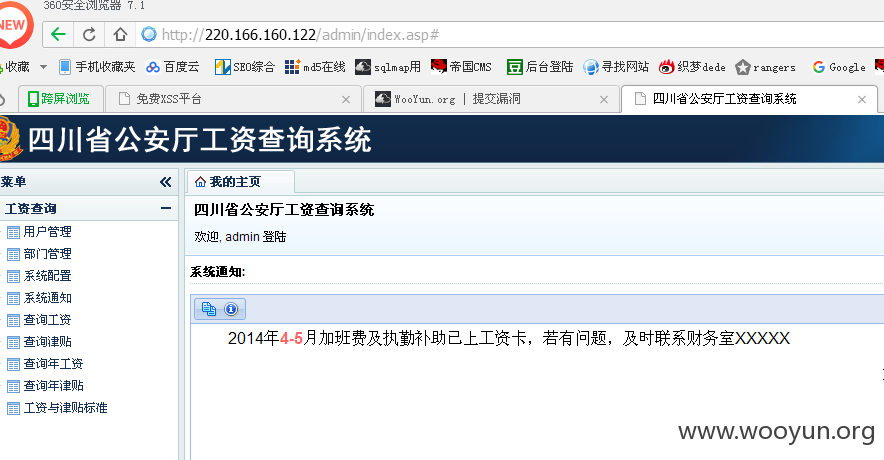 360安全浏览器 7.1
NEW
http://220.166.160.122/admin/index.asp#
收藏 手机收藏夹 百度云 SEO综合 md5在线 sqlmap用 帝国CMS 后台登陆 寻找网站 织梦dede rangers Google
跨屏浏览 免费XSS平台 WooYun.org | 提交漏洞 四川省公安厅工资查询系统
四川省公安厅工资查询系统
菜单
工资查询
用户管理
部门管理
系统配置
系统通知
查询工资
查询津贴
查询年工资
查询年津贴
工资与津贴标准
我的主页
四川省公安厅工资查询系统
欢迎, admin 登陆
系统通知:
2014年4-5月加班费及执勤补助已上工资卡，若有问题，及时联系财务室XXXXX
www.wooyun.org